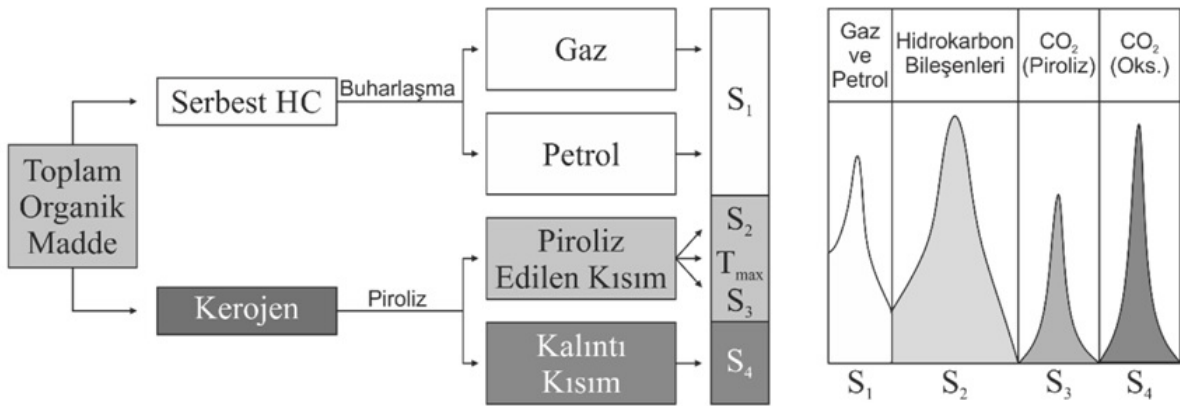 Toplam
Organik
Madde
Serbest HC
Buharlaşma
Gaz
Petrol
S₁
Kerojen
Piroliz
Piroliz
Edilen Kısım
S₂
Tmax
S₃
Kalıntı
Kısım
S₄
Gaz
ve
Petrol
Hidrokarbon
Bileşenleri
CO₂
(Piroliz)
CO₂
(Oks.)
S₁
S₂
S₃
S₄